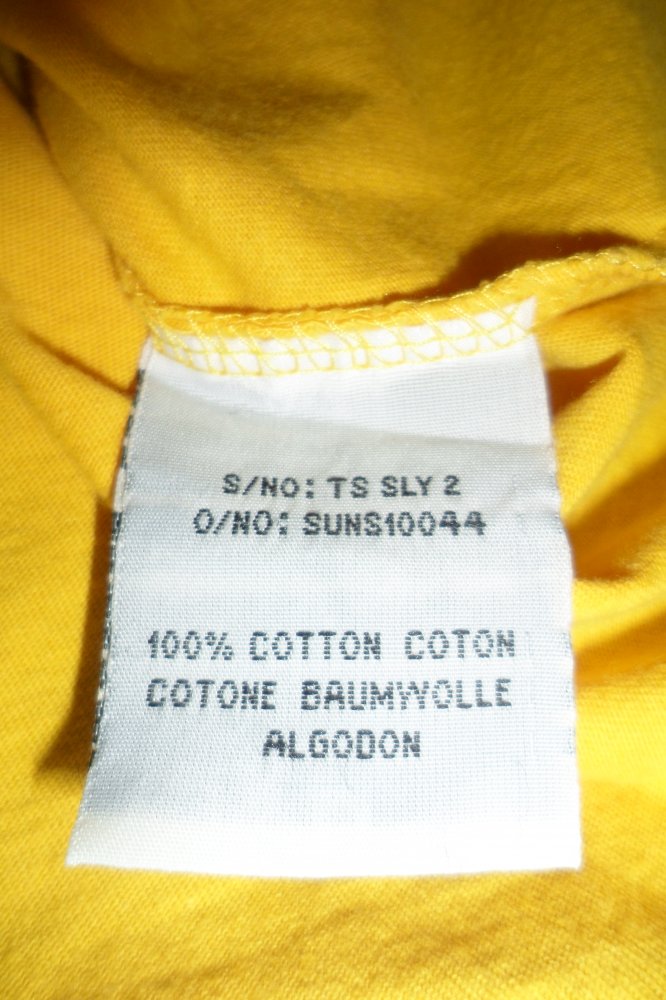 S/NO: TS SLY 2
O/NO: SUNS10044
100% COTTON COTON
COTONE BAUMWOLLE
ALGODON